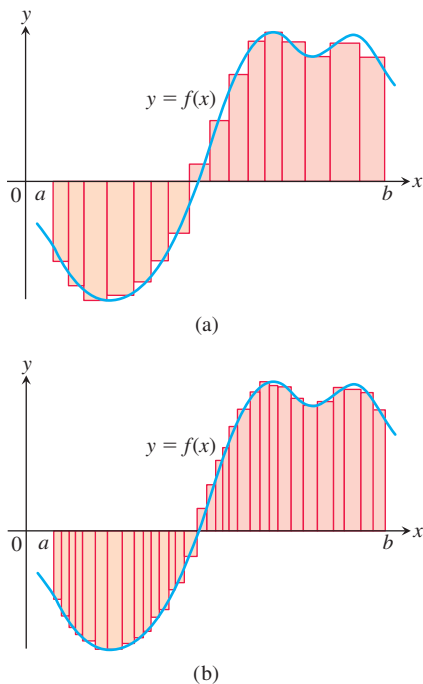 y
y = f(x)
0 a b x
(a)
y
y = f(x)
0 a b x
(b)